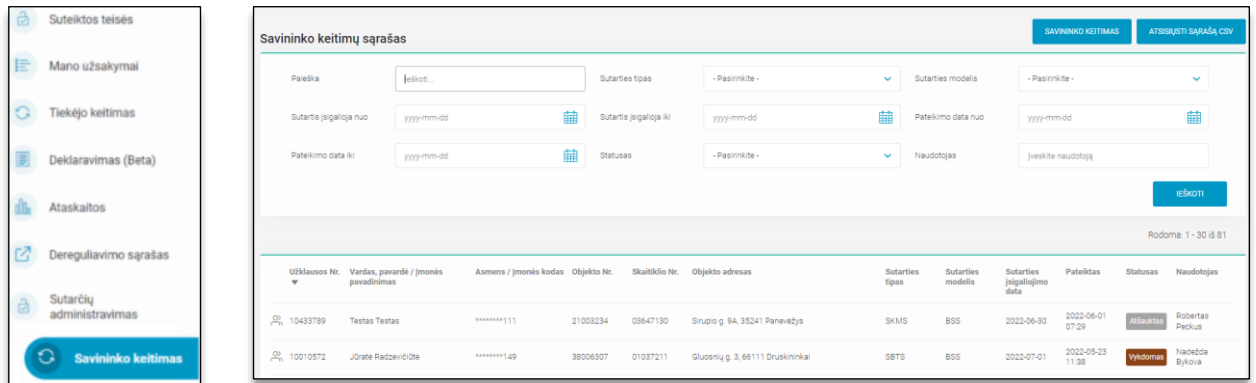 Suteiktos teisės
Mano užsakymai
Tiekėjo keitimas
Deklaravimas (Beta)
Ataskaitos
Dereguliavimo sąrašas
Sutarčių
administravimas
Savininko keitimas
Savininko keitimų sąrašas
SAVININKO KEITIMAS
ATSISIŲSTI SĄRAŠĄ CSV
Paieška Ieškoti... Sutarties tipas - Pasirinkite - Sutarties modelis - Pasirinkite -
Sutartis įsigalioja nuo yyyy-mm-dd Sutartis įsigalioja iki yyyy-mm-dd Pateikimo data nuo yyyy-mm-dd
Pateikimo data iki yyyy-mm-dd Statusas - Pasirinkite - Naudotojas Įveskite naudotoją
IEŠKOTI
Rodoma: 1 - 30 iš 81
Užklausos Nr. Vardas, pavardė / Įmonės Asmens / Įmonės kodas Objekto Nr. Skaitiklio Nr. Objekto adresas Sutarties Sutarties Sutarties Pateiktas Statusas Naudotojas
pavadinimas tipas modelis įsigaliojimo
data
10433789 Testas Testas ********111 21003234 03647130 Sirupio g. 9A, 35241 Panevėžys SKMS BSS 2022-06-30 2022-06-01 Atšauktas Robertas
07:29 Peckus
10010572 Jūratė Radzevičiūtė ********149 38006307 01037211 Gluosnių g. 3, 66111 Druskininkai SBTS BSS 2022-07-01 2022-05-23 Vykdomas Nadežda
11:38 Bykova